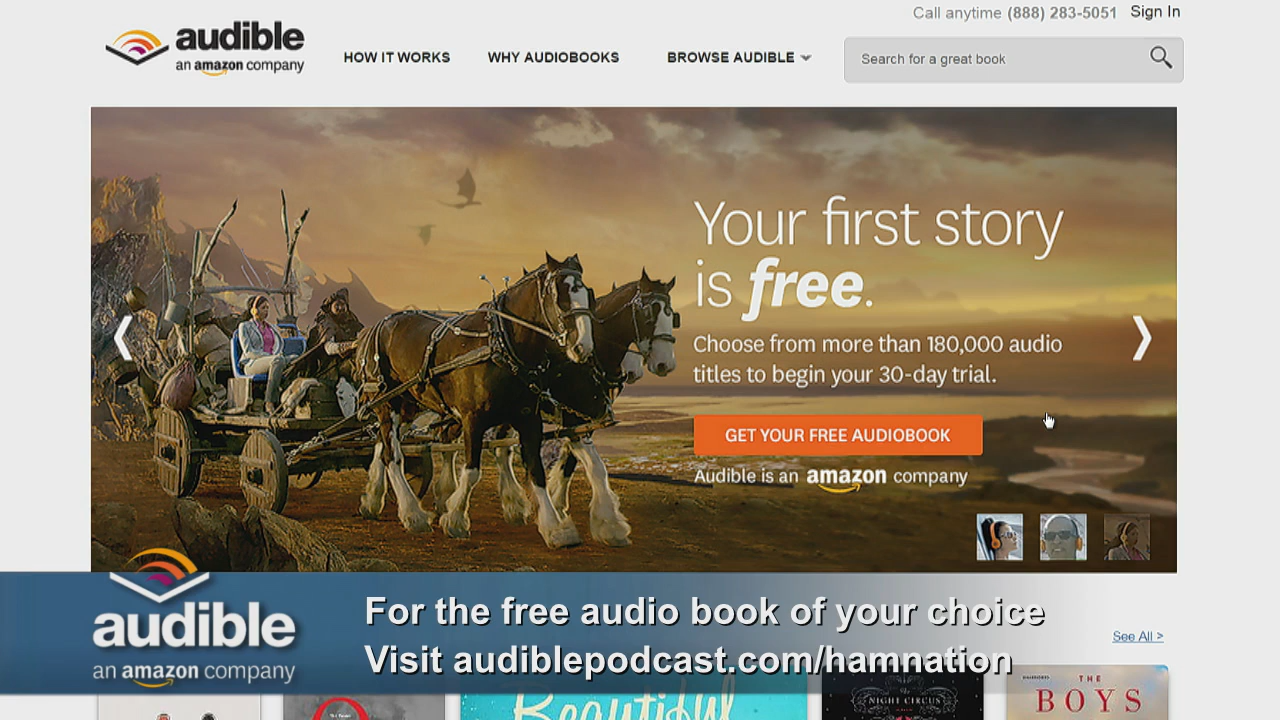 Call anytime (888) 283-5051 Sign In
audible
an amazon company
HOW IT WORKS WHY AUDIOBOOKS BROWSE AUDIBLE
Search for a great book
Your first story
is free.
Choose from more than 180,000 audio
titles to begin your 30-day trial.
GET YOUR FREE AUDIOBOOK
Audible is an amazon company
audible
an amazon company
For the free audio book of your choice
Visit audiblepodcast.com/hamnation
See All >
Beautiful
NIGHT CIRCUS
THE
BOYS